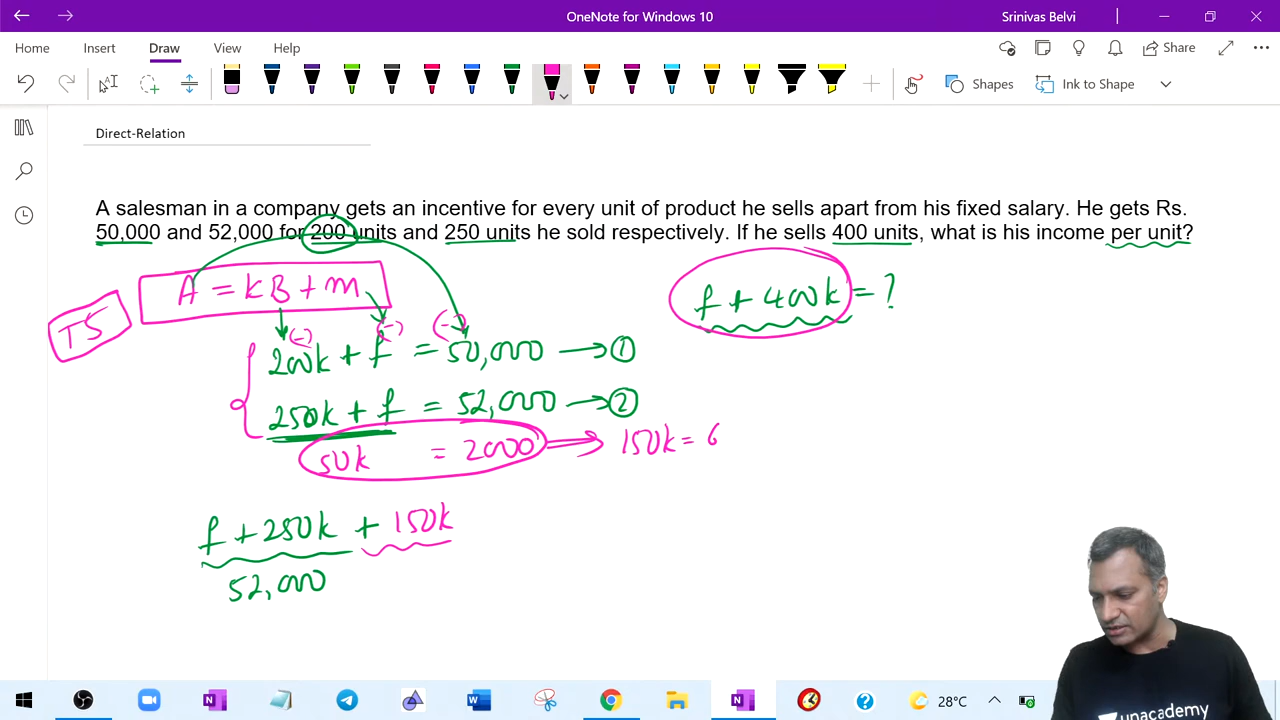 OneNote for Windows 10
Srinivas Belvi
Home Insert Draw View Help
Share
Shapes
Ink to Shape
Direct-Relation
A salesman in a company gets an incentive for every unit of product he sells apart from his fixed salary. He gets Rs.
50,000 and 52,000 for 200 units and 250 units he sold respectively. If he sells 400 units, what is his income per unit?
TS
A = kB + m
f + 400k = ?
(-) (-) (-)
200k + f = 50,000 → ①
250k + f = 52,000 → ②
50k = 2000 → 150k = 6
f + 250k + 150k
52,000
28°C
unacademy